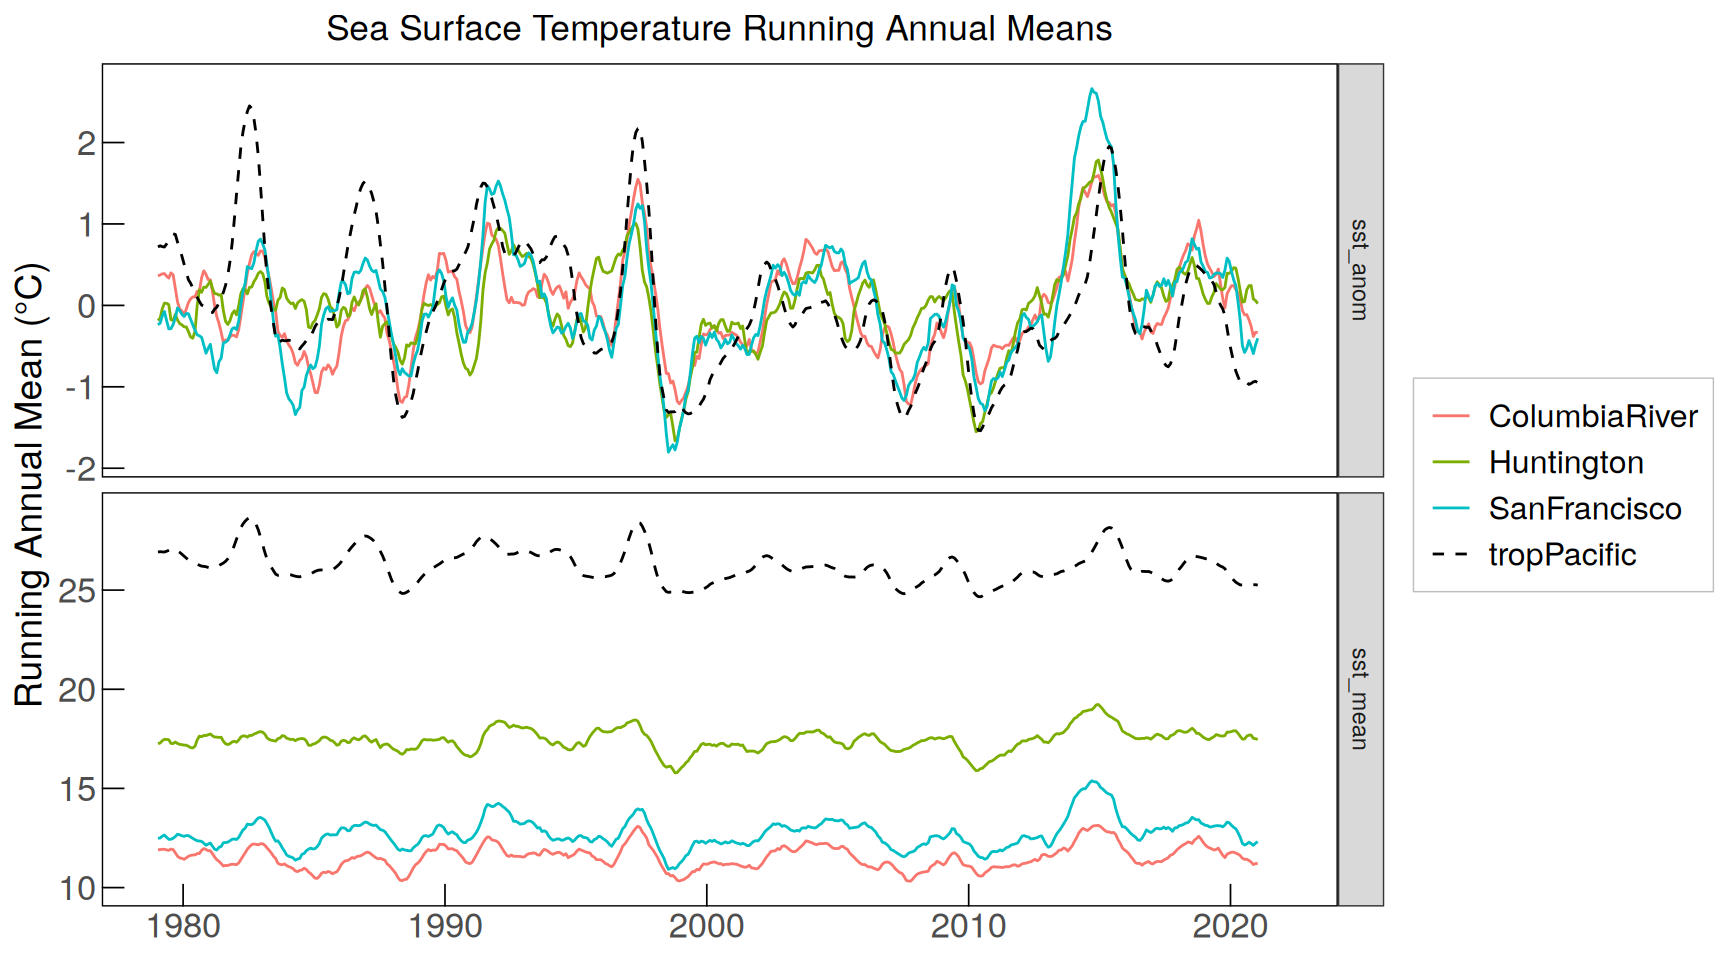 Sea Surface Temperature Running Annual Means
Running Annual Mean (°C)
2
1
0
-1
-2
sst_anom
25
20
15
10
sst_mean
1980 1990 2000 2010 2020
ColumbiaRiver
Huntington
SanFrancisco
tropPacific